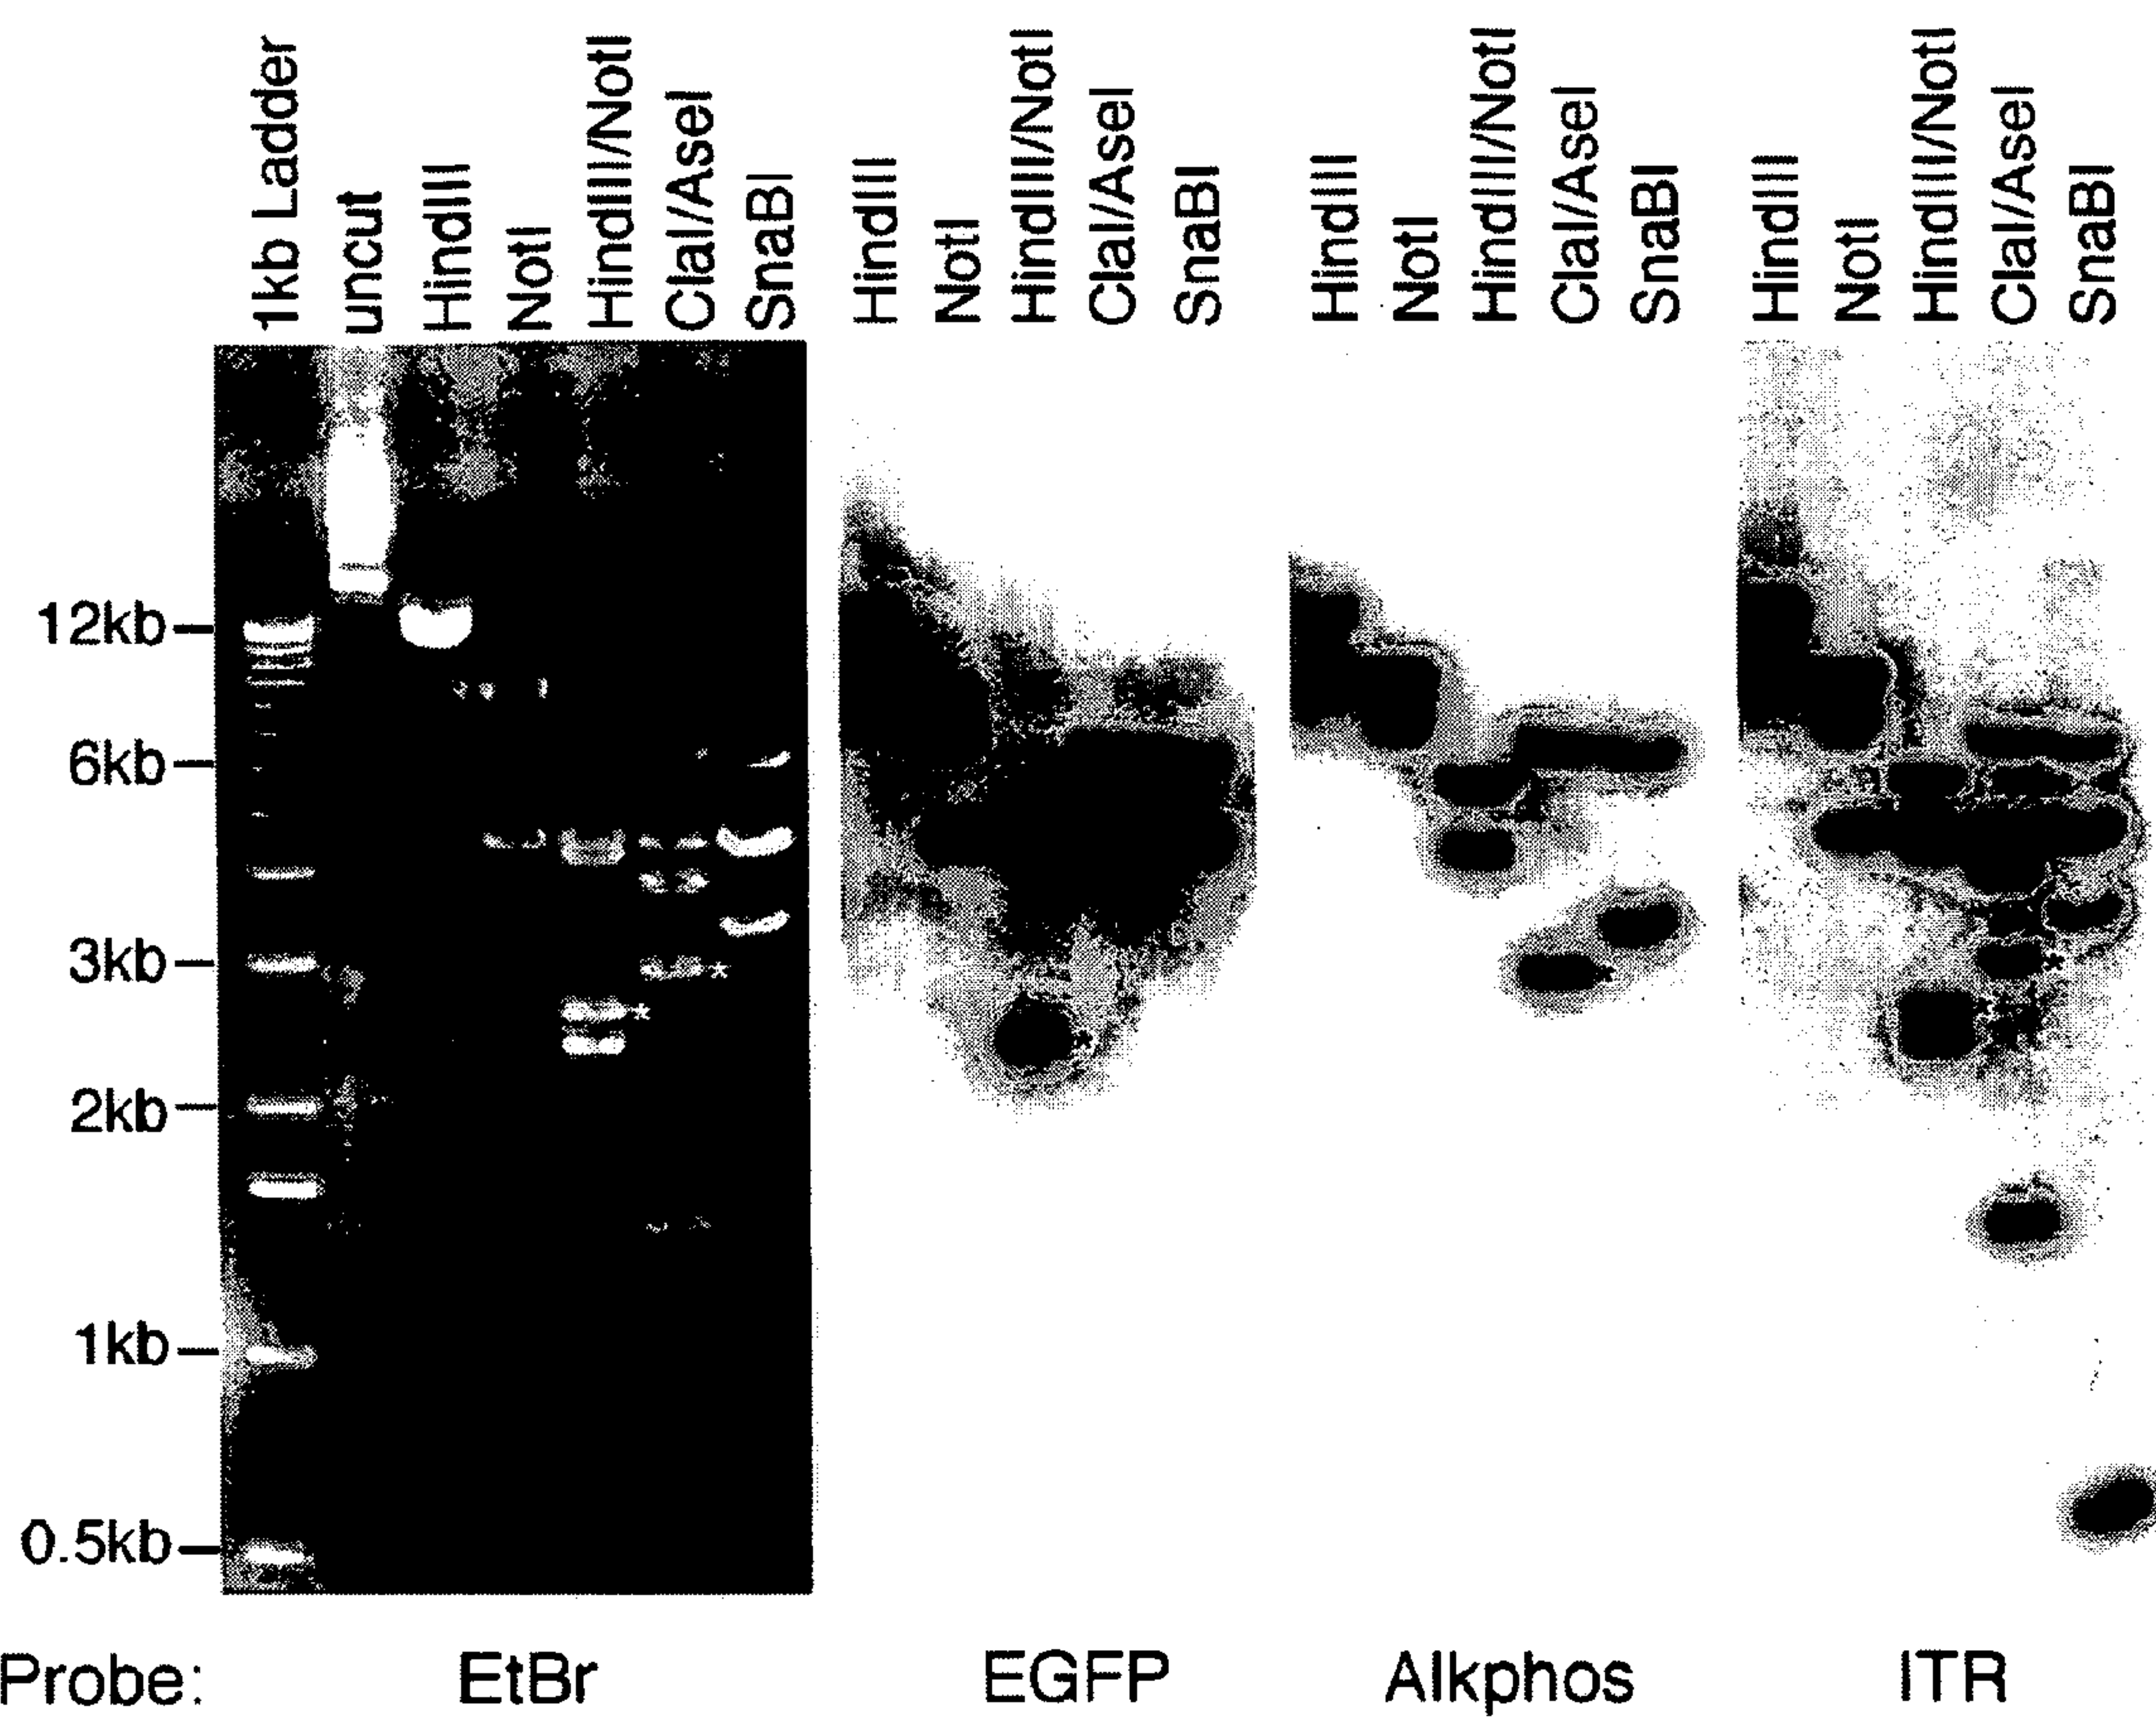 1kb Ladder
uncut
HindIII
NotI
HindIII/NotI
ClaI/AseI
SnaBI
HindIII
NotI
HindIII/NotI
ClaI/AseI
SnaBI
HindIII
NotI
HindIII/NotI
ClaI/AseI
SnaBI
HindIII
NotI
HindIII/NotI
ClaI/AseI
SnaBI
12kb
6kb
3kb
2kb
1kb
0.5kb
Probe: EtBr EGFP Alkphos ITR